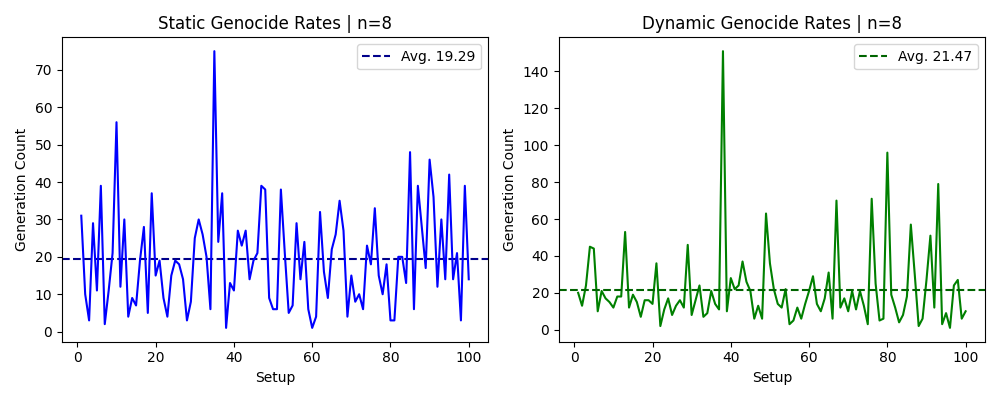 Static Genocide Rates | n=8
Avg. 19.29
Generation Count
70
60
50
40
30
20
10
0
0 20 40 60 80 100
Setup
Dynamic Genocide Rates | n=8
Avg. 21.47
Generation Count
140
120
100
80
60
40
20
0
0 20 40 60 80 100
Setup